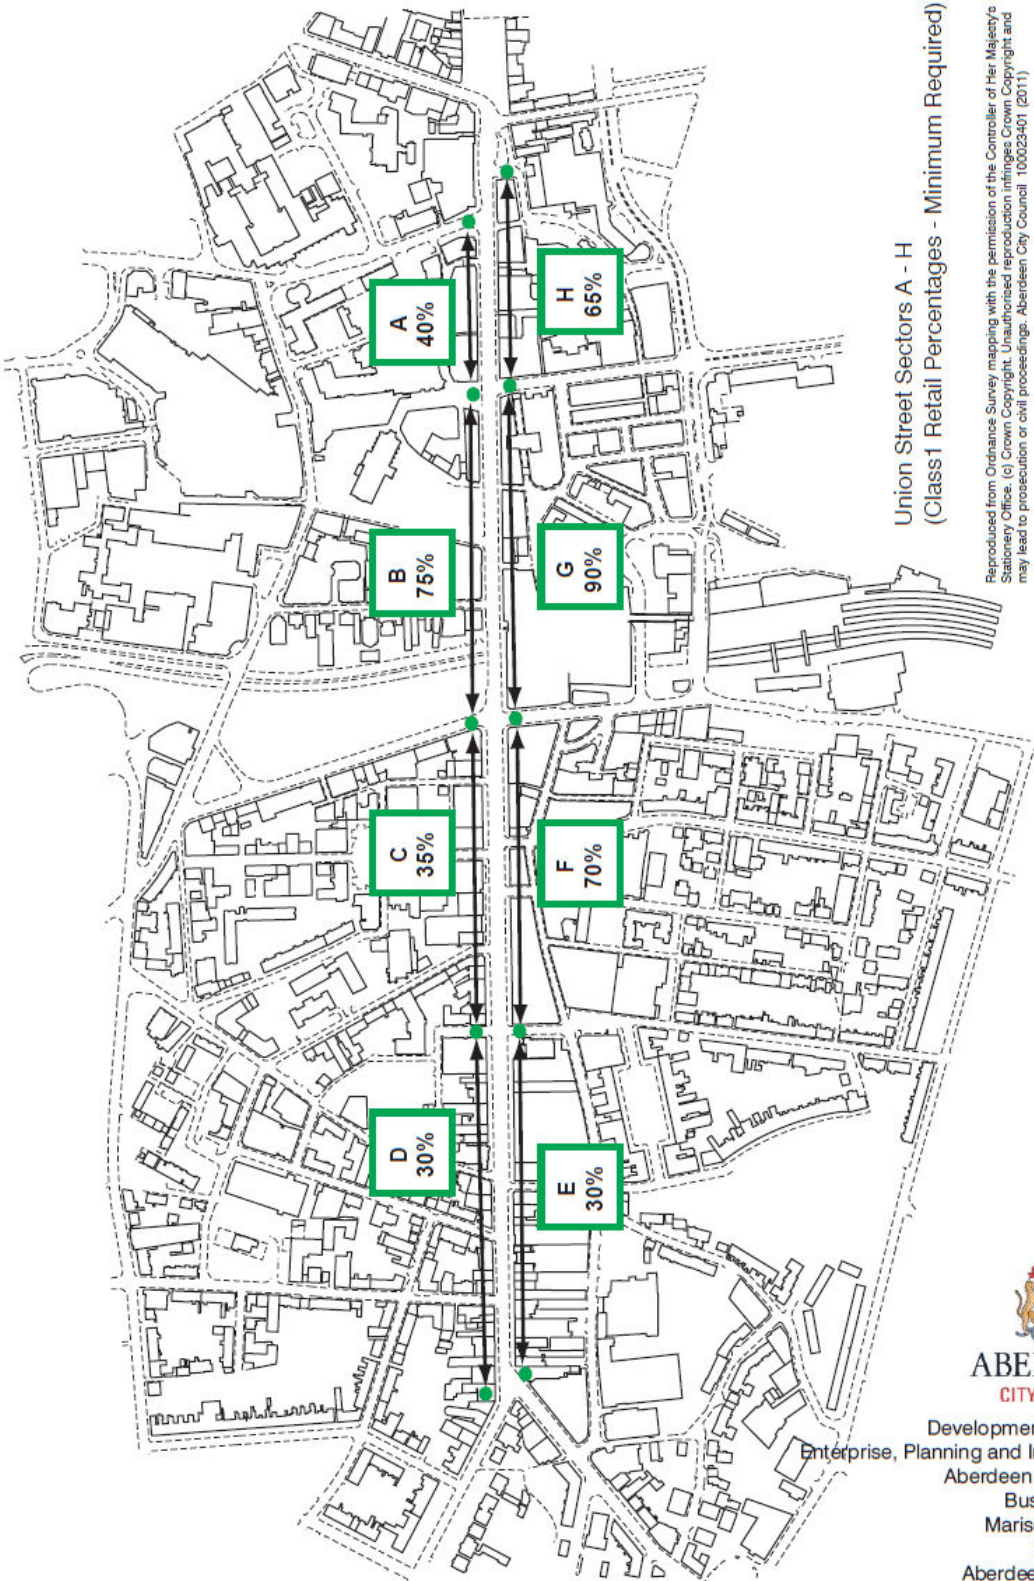 A
40%
B
75%
C
35%
D
30%
E
30%
F
70%
G
90%
H
65%
Union Street Sectors A - H
(Class1 Retail Percentages - Minimum Required)
Reproduced from Ordnance Survey mapping with the permission of the Controller of Her Majesty's
Stationery Office. (c) Crown Copyright. Unauthorised reproduction infringes Crown Copyright and
may lead to prosecution or civil proceedings. Aberdeen City Council 100023401 (2011)
ABE
CITY
Developmen
Enterprise, Planning and I
Aberdeen
Bus
Maris
Aberdee